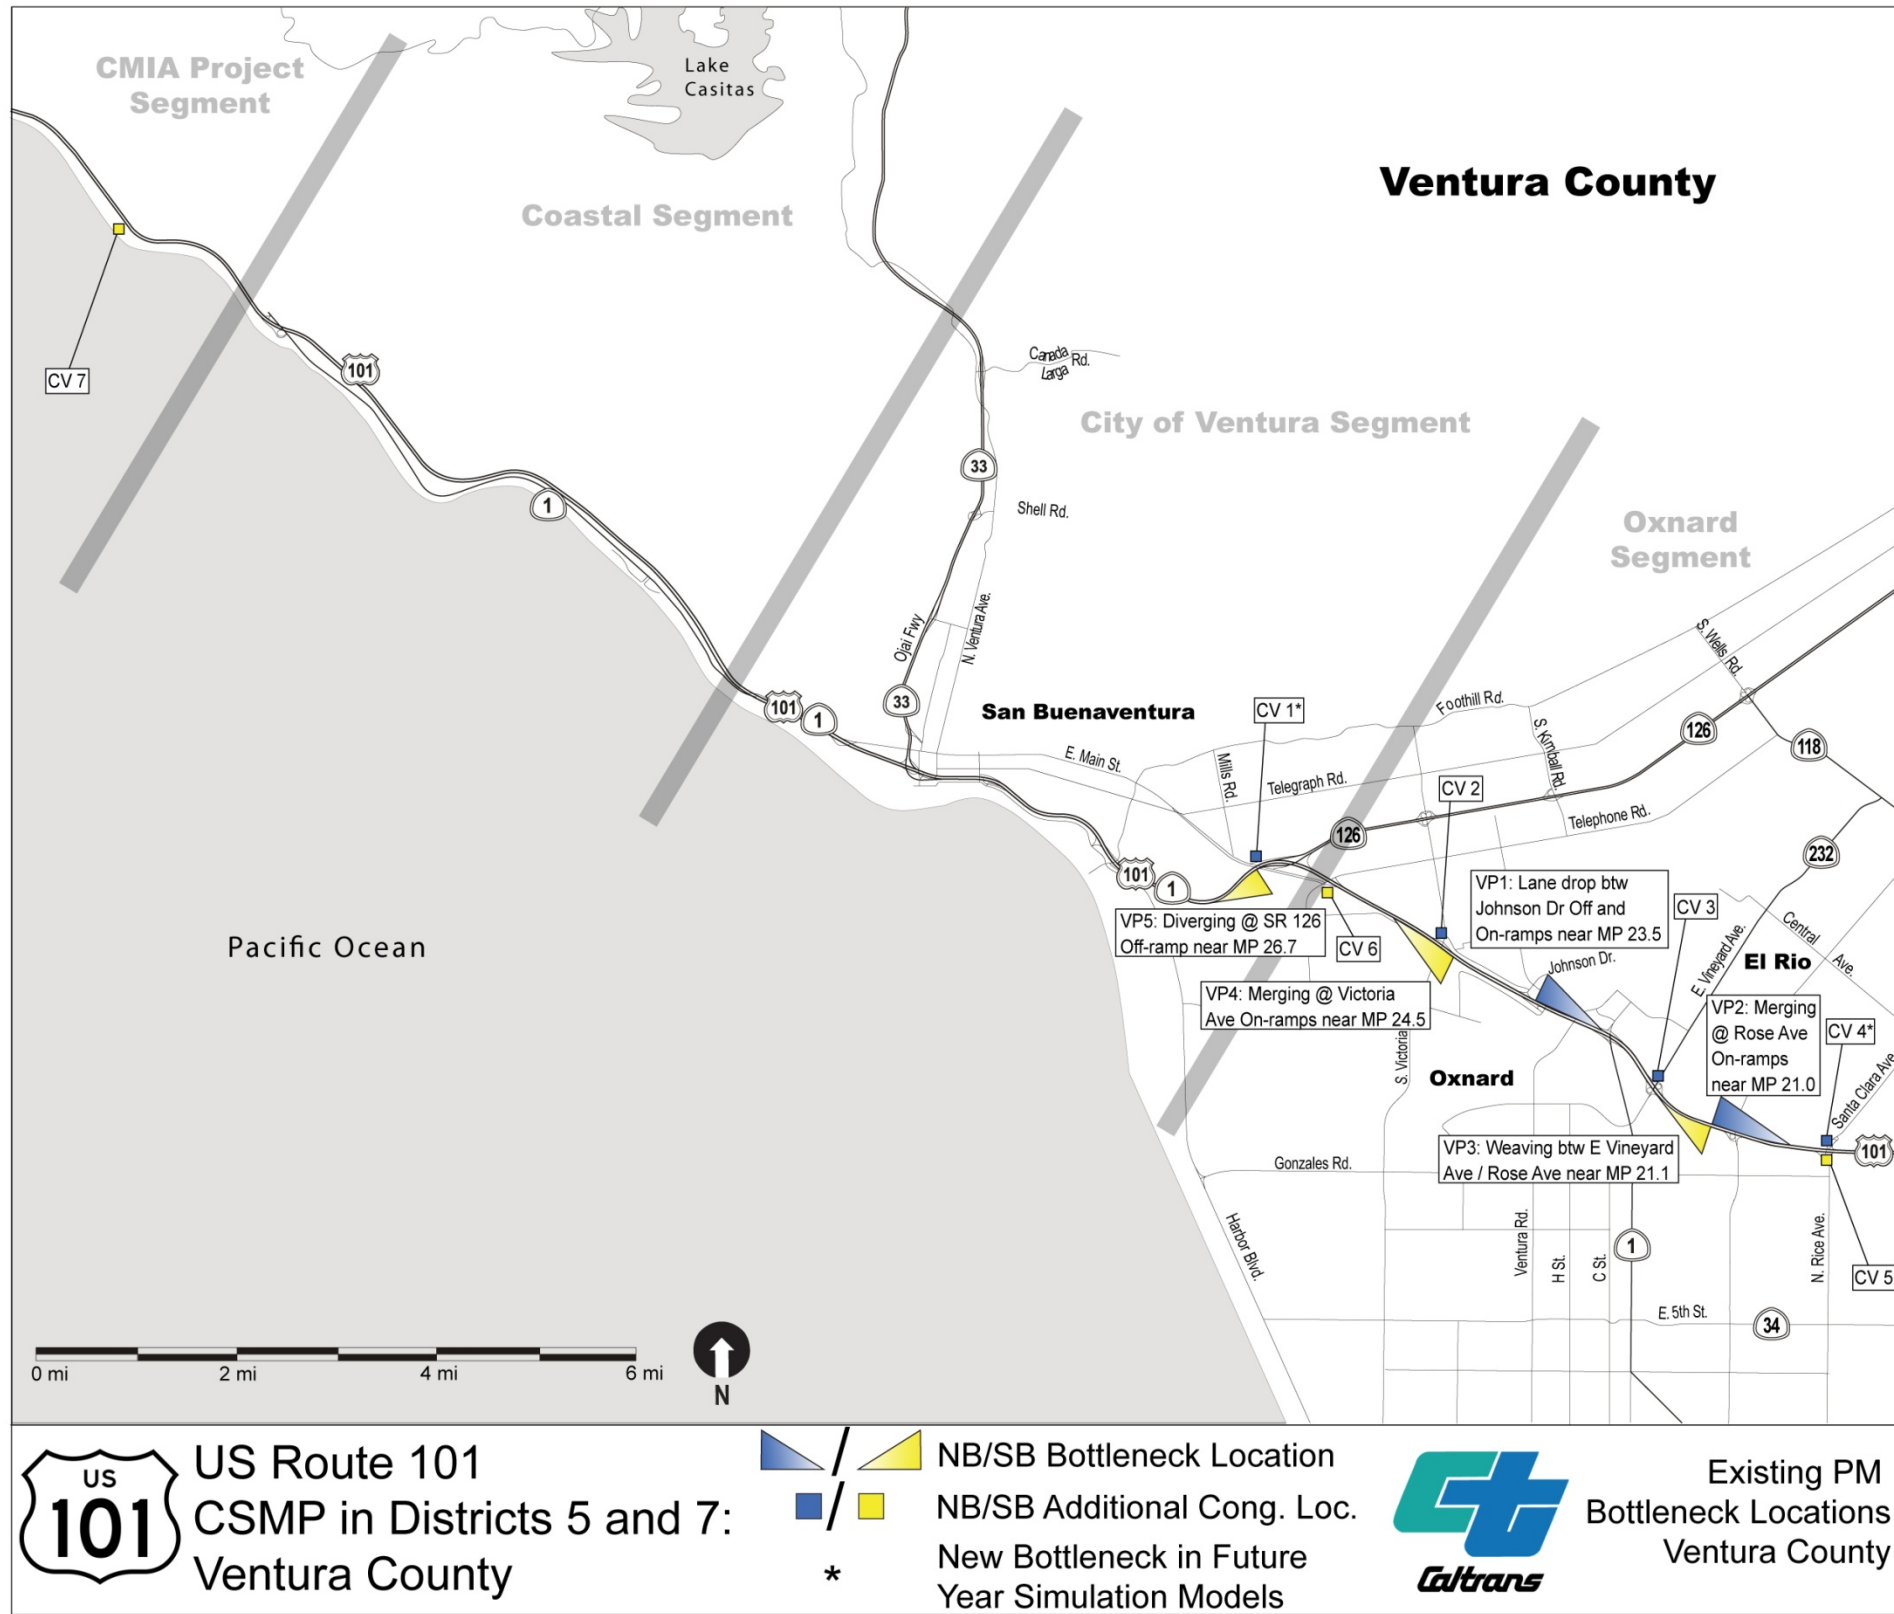 CMIA Project
Segment
Lake
Casitas
Ventura County
Coastal Segment
CV 7
101
Canada
Larga
Rd.
City of Ventura Segment
33
1
Shell Rd.
Oxnard
Segment
Ojai Fwy
N. Ventura Ave.
S. Wells Rd.
101
1
33
San Buenaventura
CV 1*
Foothill Rd.
126
118
E. Main St.
Mills Rd.
Telegraph Rd.
S. Kimball Rd.
CV 2
Telephone Rd.
126
232
101
1
VP1: Lane drop btw
Johnson Dr Off and
On-ramps near MP 23.5
CV 3
Central
Ave.
VP5: Diverging @ SR 126
Off-ramp near MP 26.7
CV 6
Pacific Ocean
Johnson Dr.
E. Vineyard Ave.
El Rio
VP4: Merging @ Victoria
Ave On-ramps near MP 24.5
VP2: Merging
@ Rose Ave
On-ramps
near MP 21.0
CV 4*
S. Victoria
Oxnard
Santa Clara Ave.
VP3: Weaving btw E Vineyard
Ave / Rose Ave near MP 21.1
101
Gonzales Rd.
Harbor Blvd.
Ventura Rd.
H St.
C St.
1
N. Rice Ave.
CV 5
E. 5th St.
34
0 mi
2 mi
4 mi
6 mi
N
US
101
US Route 101
CSMP in Districts 5 and 7:
Ventura County
/
NB/SB Bottleneck Location
/
NB/SB Additional Cong. Loc.
*
New Bottleneck in Future
Year Simulation Models
Ct
Caltrans
Existing PM
Bottleneck Locations
Ventura County